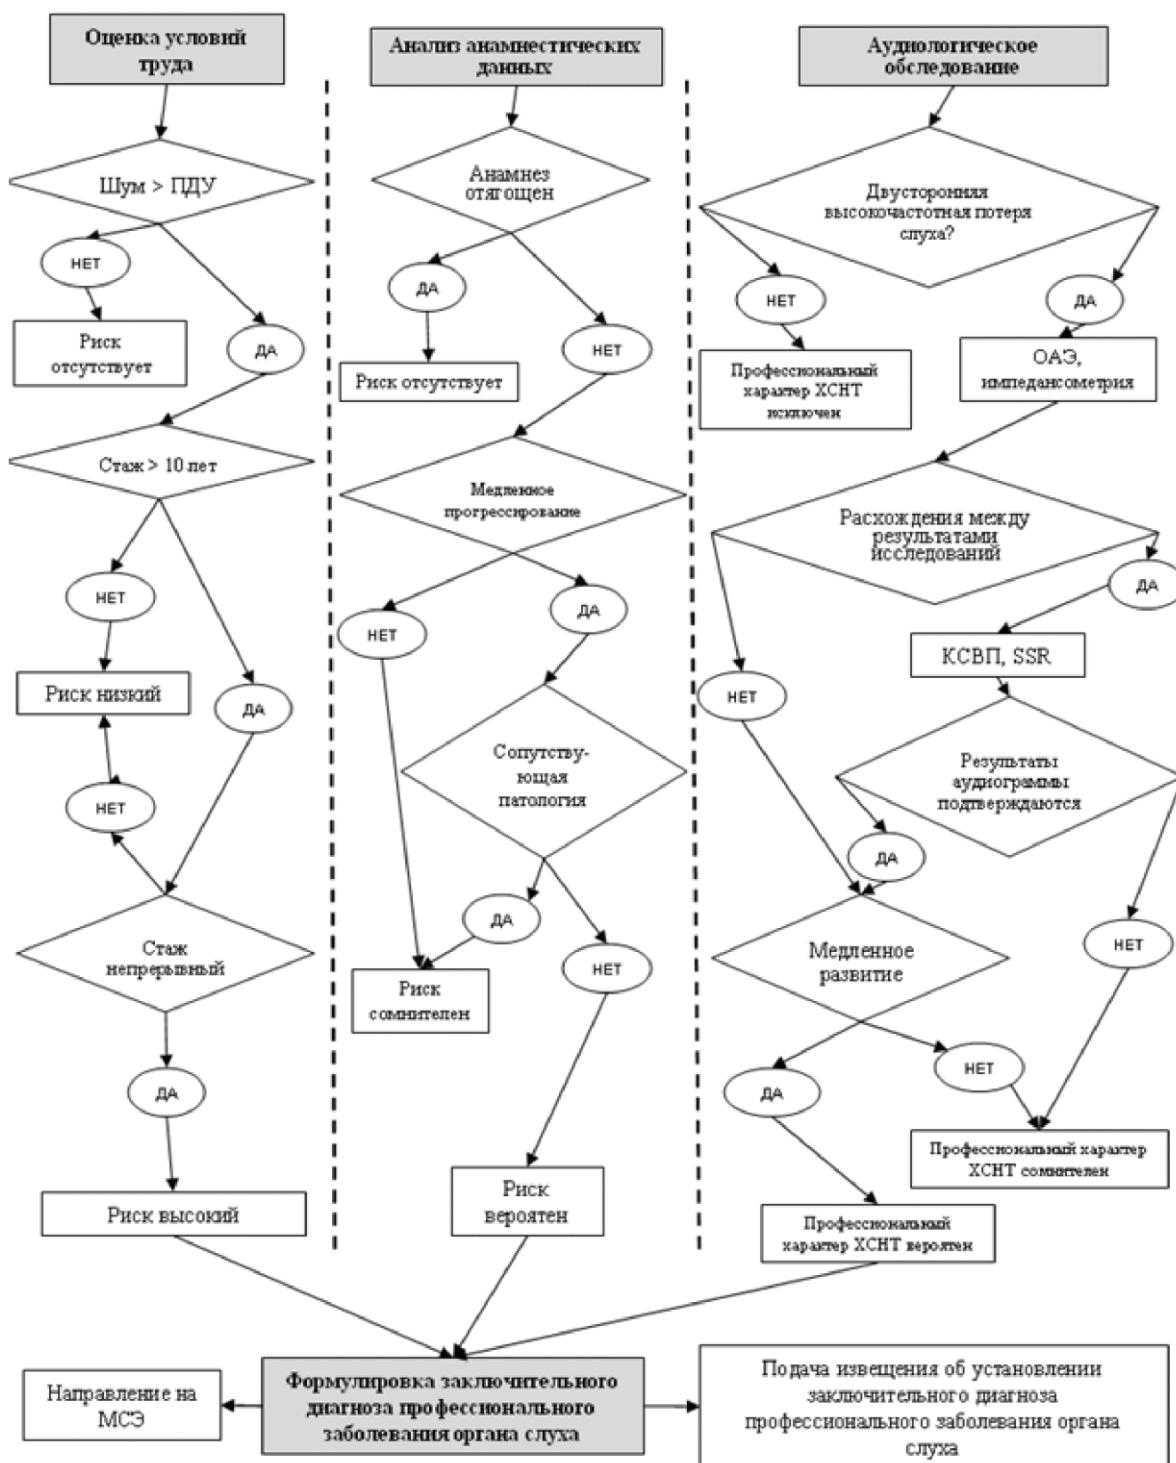 Оценка условий
труда
Шум > ПДУ
НЕТ
Риск
отсутствует
ДА
Стаж > 10 лет
НЕТ
Риск низкий
ДА
НЕТ
Стаж
непрерывный
ДА
Риск высокий
Анализ анамнестических
данных
Анамнез
отягощен
ДА
Риск отсутствует
НЕТ
Медленное
прогрессирование
НЕТ
ДА
Сопутству-
ющая
патология
ДА
Риск
сомнителен
НЕТ
Риск
вероятен
Аудиологическое
обследование
Двусторонняя
высокочастотная потеря
слуха?
НЕТ
Профессиональный
характер ХСНТ
исключен
ДА
ОАЭ,
импедансометрия
Расхождения между
результатами
исследований
ДА
КСВП, SSR
НЕТ
Результаты
аудиограммы
подтверждаются
ДА
НЕТ
Медленное
развитие
НЕТ
ДА
Профессиональный характер
ХСНТ сомнителен
Профессиональный
характер ХСНТ вероятен
Направление на
МСЭ
Формулировка заключительного
диагноза профессионального
заболевания органа слуха
Подача извещения об установлении
заключительного диагноза
профессионального заболевания органа
слуха